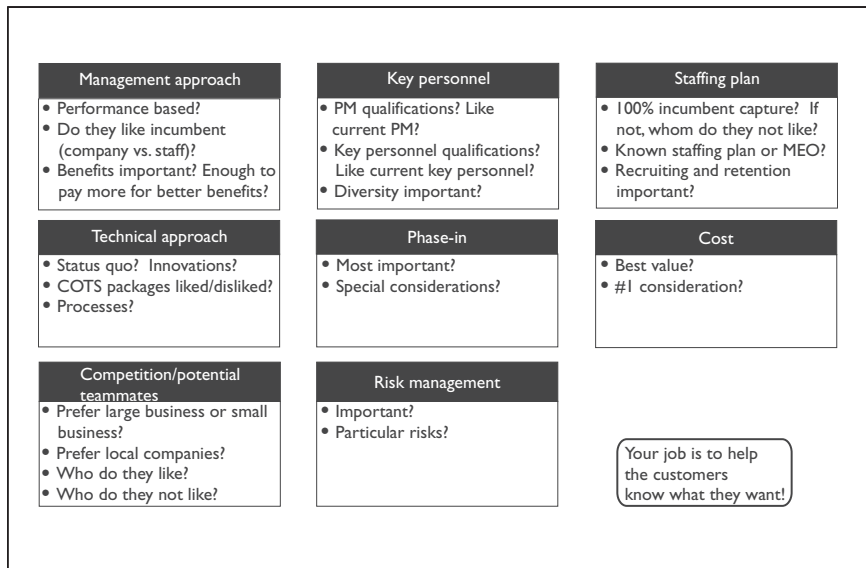 Management approach
• Performance based?
• Do they like incumbent
(company vs. staff)?
• Benefits important? Enough to
pay more for better benefits?
Key personnel
• PM qualifications? Like
current PM?
• Key personnel qualifications?
Like current key personnel?
• Diversity important?
Staffing plan
• 100% incumbent capture? If
not, whom do they not like?
• Known staffing plan or MEO?
• Recruiting and retention
important?
Technical approach
• Status quo? Innovations?
• COTS packages liked/disliked?
• Processes?
Phase-in
• Most important?
• Special considerations?
Cost
• Best value?
• #1 consideration?
Competition/potential
teammates
• Prefer large business or small
business?
• Prefer local companies?
• Who do they like?
• Who do they not like?
Risk management
• Important?
• Particular risks?
Your job is to help
the customers
know what they want!